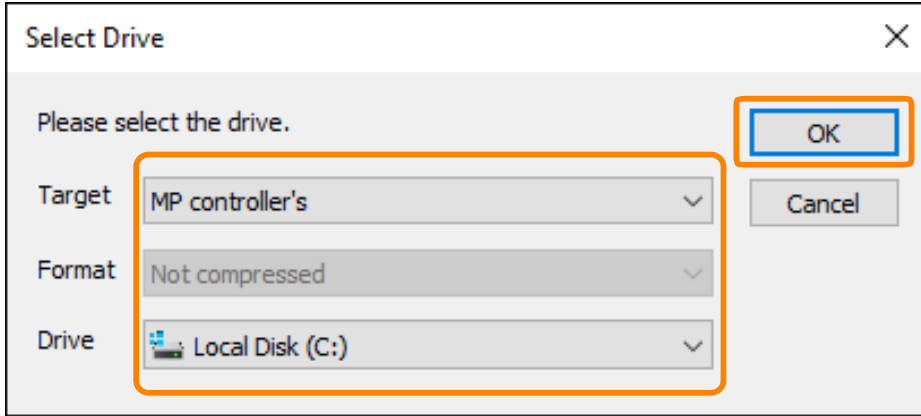 Select Drive
Please select the drive.
OK
Target
MP controller's
Cancel
Format
Not compressed
Drive
Local Disk (C:)